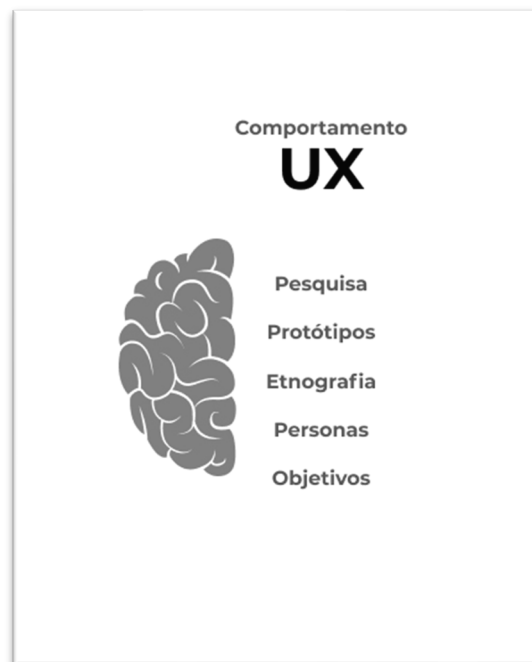 Comportamento
UX
Pesquisa
Protótipos
Etnografia
Personas
Objetivos